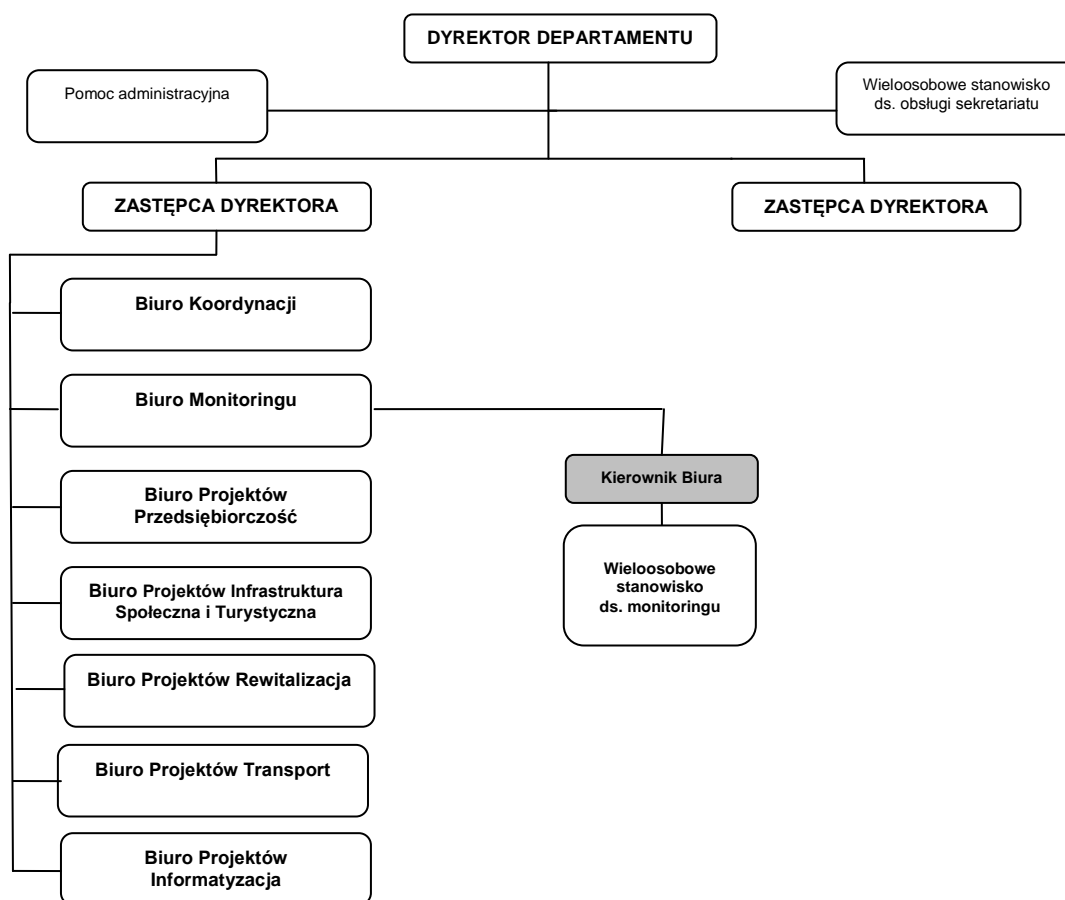 DYREKTOR DEPARTAMENTU
Pomoc administracyjna
Wieloosobowe stanowisko
ds. obsługi sekretariatu
ZASTĘPCA DYREKTORA
ZASTĘPCA DYREKTORA
Biuro Koordynacji
Biuro Monitoringu
Kierownik Biura
Biuro Projektów
Przedsiębiorczość
Wieloosobowe
stanowisko
ds. monitoringu
Biuro Projektów Infrastruktura
Społeczna i Turystyczna
Biuro Projektów Rewitalizacja
Biuro Projektów Transport
Biuro Projektów
Informatyzacja